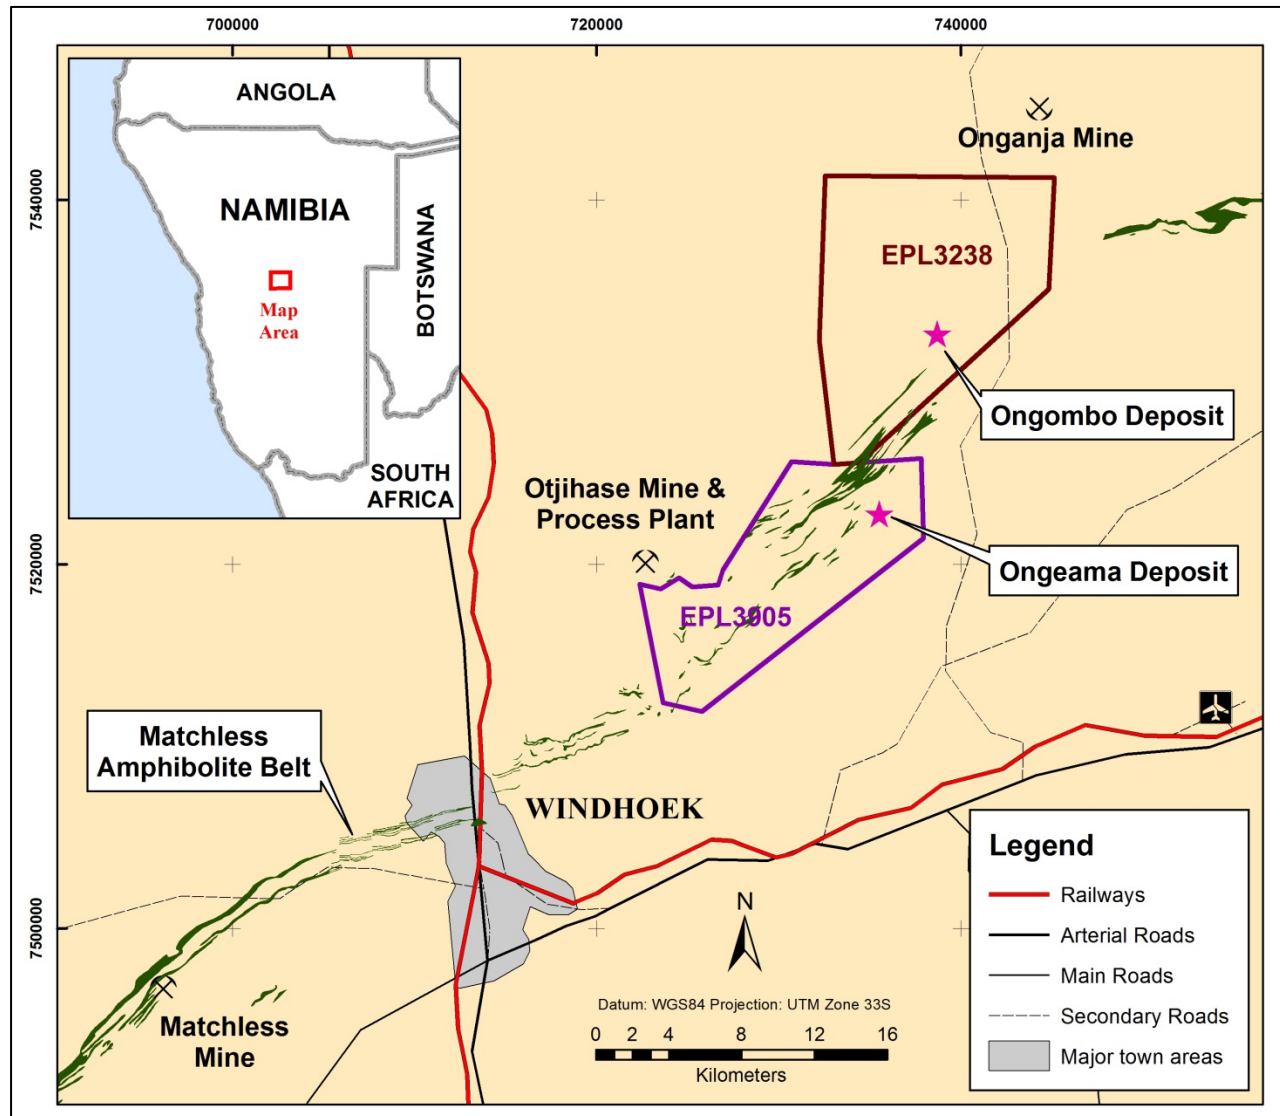 700000
720000
740000
7540000
7520000
7500000
ANGOLA
NAMIBIA
BOTSWANA
Map
Area
SOUTH
AFRICA
Onganja Mine
EPL3238
Ongombo Deposit
Otjihase Mine &
Process Plant
Ongeama Deposit
EPL3905
Matchless
Amphibolite Belt
WINDHOEK
Matchless
Mine
N
Datum: WGS84 Projection: UTM Zone 33S
0 2 4 8 12 16
Kilometers
Legend
Railways
Arterial Roads
Main Roads
Secondary Roads
Major town areas